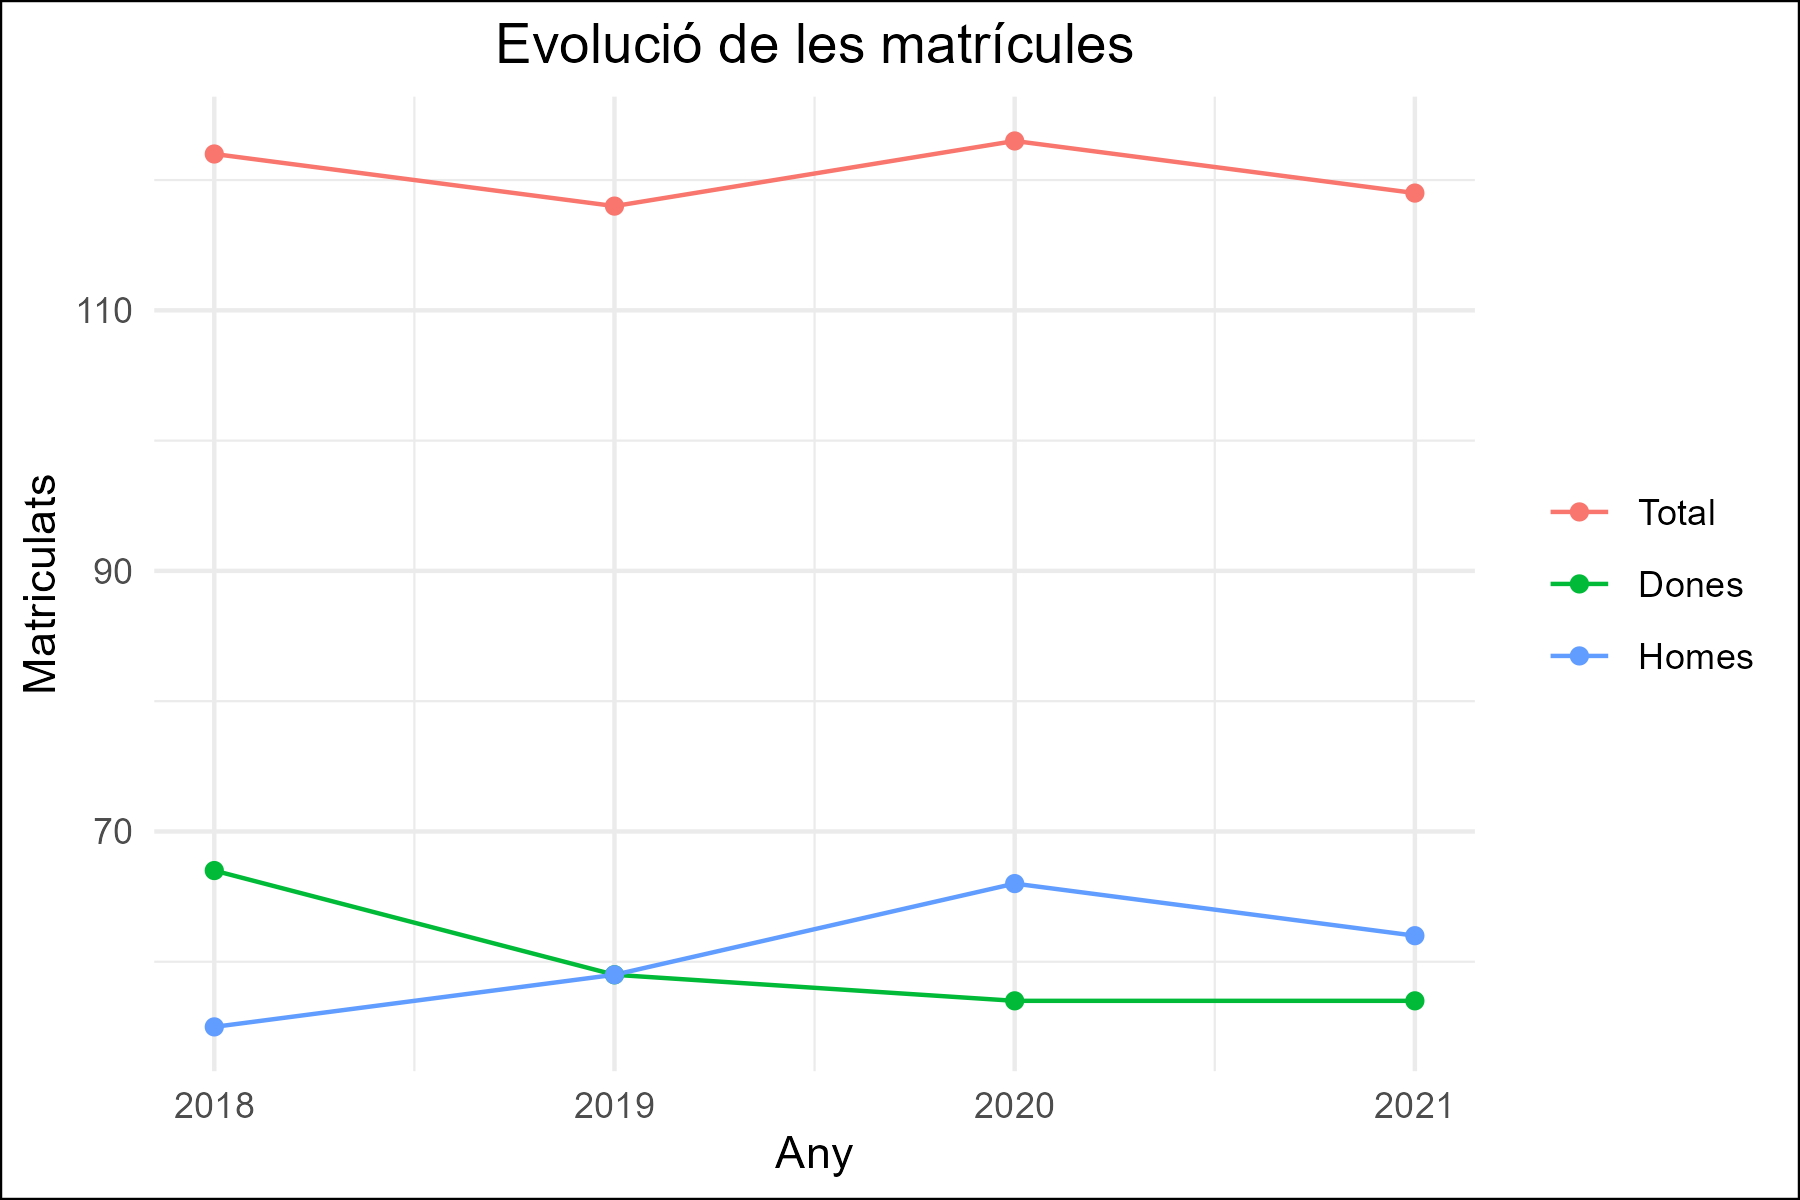 Evolució de les matrícules
Matriculats
110
90
70
2018
2019
2020
2021
Any
Total
Dones
Homes